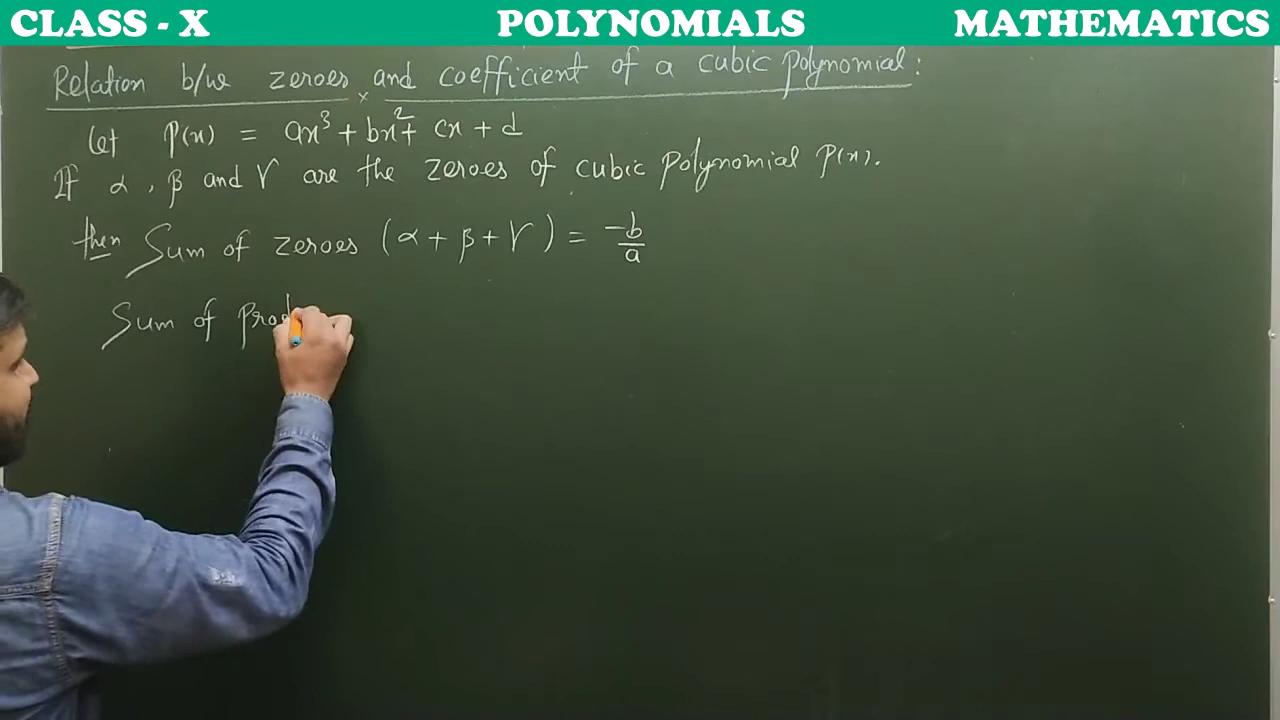 CLASS - X POLYNOMIALS MATHEMATICS
Relation b/w zeroes and coefficient of a cubic polynomial :
Let P(x) = ax³ + bx² + cx + d
If α , β and γ are the zeroes of cubic polynomial P(x).
then Sum of zeroes (α + β + γ) = -b/a
Sum of prod